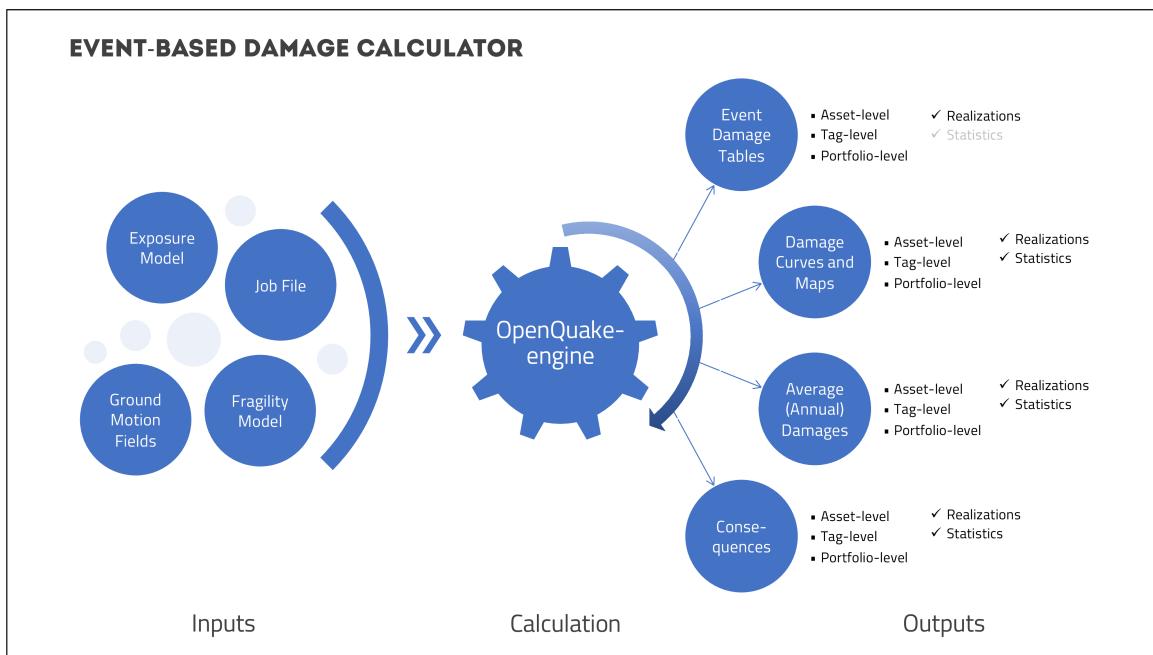 EVENT-BASED DAMAGE CALCULATOR
Exposure
Model
Job File
Ground
Motion
Fields
Fragility
Model
OpenQuake-
engine
Event
Damage
Tables
▪ Asset-level
▪ Tag-level
▪ Portfolio-level
✓ Realizations
✓ Statistics
Damage
Curves and
Maps
▪ Asset-level
▪ Tag-level
▪ Portfolio-level
✓ Realizations
✓ Statistics
Average
(Annual)
Damages
▪ Asset-level
▪ Tag-level
▪ Portfolio-level
✓ Realizations
✓ Statistics
Conse-
quences
▪ Asset-level
▪ Tag-level
▪ Portfolio-level
✓ Realizations
✓ Statistics
Inputs
Calculation
Outputs